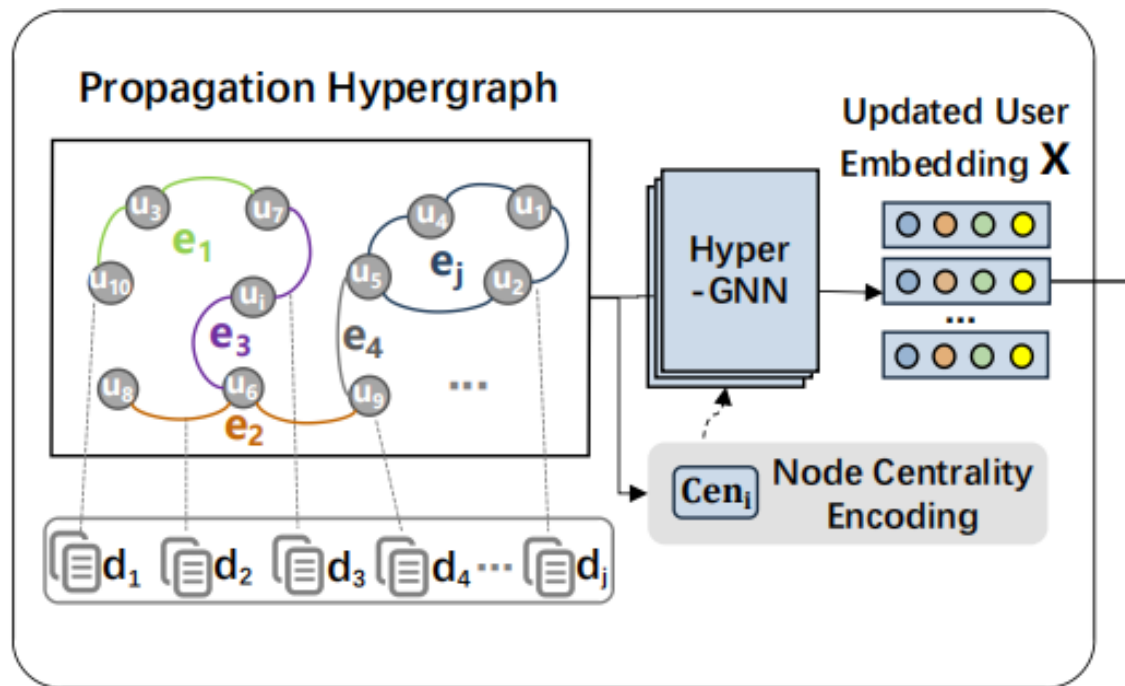 Propagation Hypergraph
Updated User
Embedding X
u₃
u₇
u₄
u₁
e₁
eⱼ
u₁₀
uᵢ
u₅
u₂
Hyper
-GNN
e₃
e₄
...
u₈
u₆
u₉
...
e₂
Cenᵢ
Node Centrality
Encoding
d₁ d₂ d₃ d₄ ... dⱼ